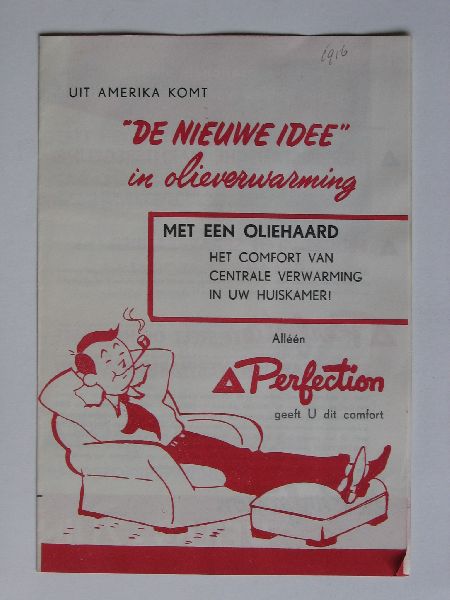 UIT AMERIKA KOMT
"DE NIEUWE IDEE"
in olieverwarming
MET EEN OLIEHAARD
HET COMFORT VAN
CENTRALE VERWARMING
IN UW HUISKAMER!
Alléén
Perfection
geeft U dit comfort